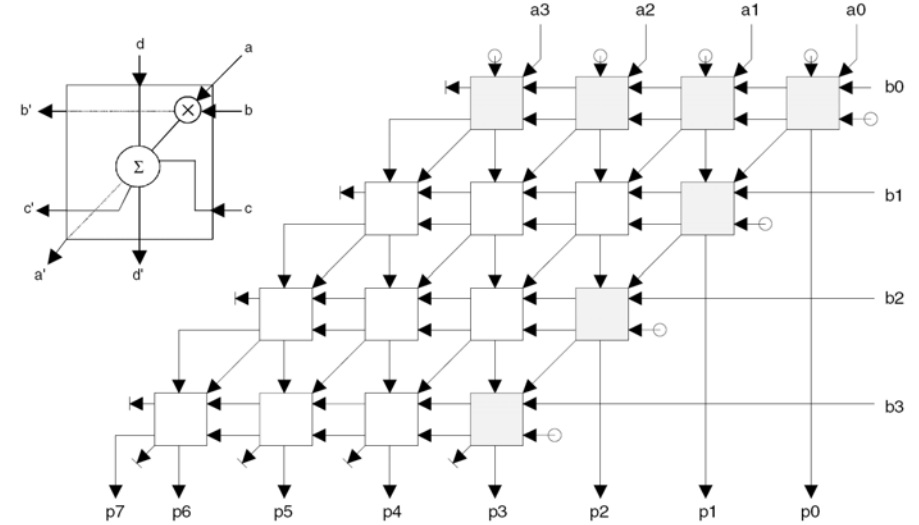 a3 a2 a1 a0
d
a
b' × b
b0
Σ
c' c
b1
a' d'
b2
b3
p7 p6 p5 p4 p3 p2 p1 p0